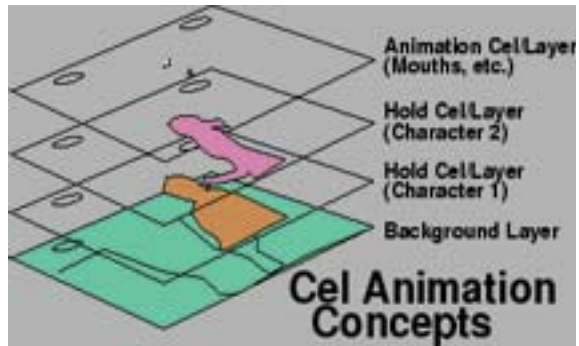 Animation Cel/Layer
(Mouths, etc.)
Hold Cel/Layer
(Character 2)
Hold Cel/Layer
(Character 1)
Background Layer
Cel Animation
Concepts